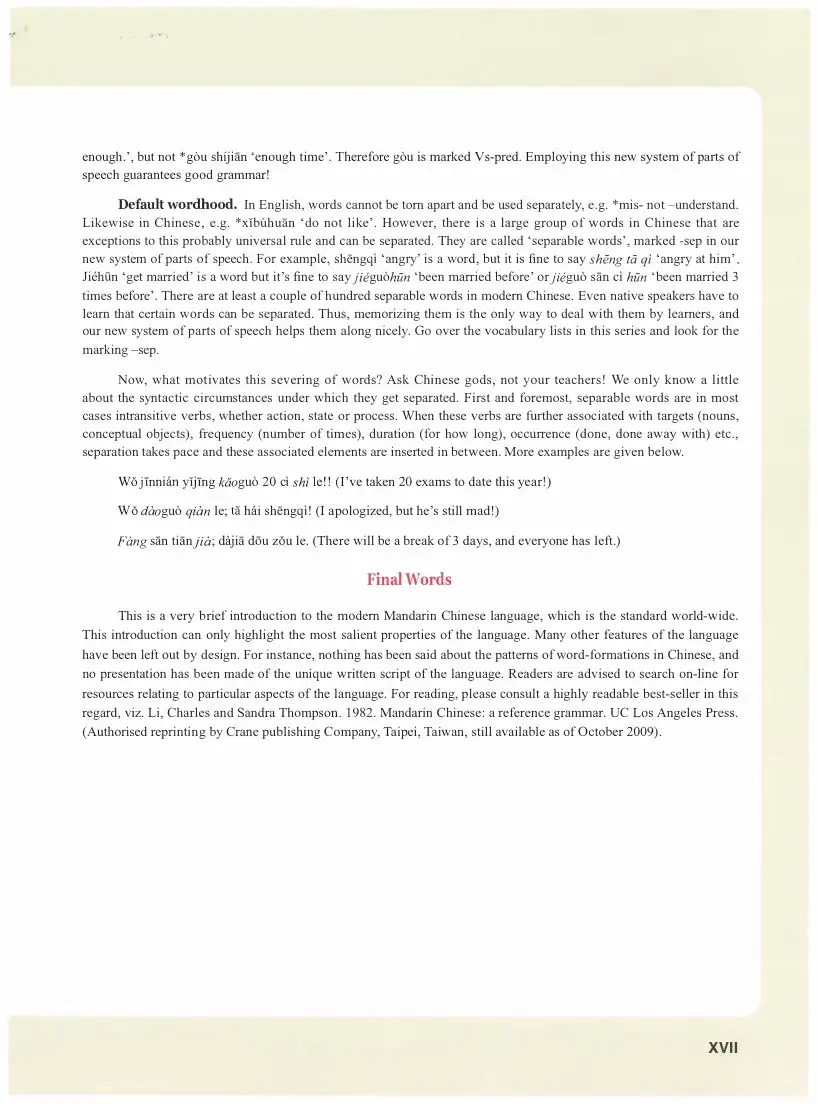 enough.’, but not *gòu shíjiān ‘enough time’. Therefore gòu is marked Vs-pred. Employing this new system of parts of
speech guarantees good grammar!
Default wordhood. In English, words cannot be torn apart and be used separately, e.g. *mis- not –understand.
Likewise in Chinese, e.g. *xǐbùhuān ‘do not like’. However, there is a large group of words in Chinese that are
exceptions to this probably universal rule and can be separated. They are called ‘separable words’, marked -sep in our
new system of parts of speech. For example, shēngqì ‘angry’ is a word, but it is fine to say shēng tā qì ‘angry at him’.
Jiéhūn ‘get married’ is a word but it’s fine to say jiéguòhūn ‘been married before’ or jiéguò sān cì hūn ‘been married 3
times before’. There are at least a couple of hundred separable words in modern Chinese. Even native speakers have to
learn that certain words can be separated. Thus, memorizing them is the only way to deal with them by learners, and
our new system of parts of speech helps them along nicely. Go over the vocabulary lists in this series and look for the
marking –sep.
Now, what motivates this severing of words? Ask Chinese gods, not your teachers! We only know a little
about the syntactic circumstances under which they get separated. First and foremost, separable words are in most
cases intransitive verbs, whether action, state or process. When these verbs are further associated with targets (nouns,
conceptual objects), frequency (number of times), duration (for how long), occurrence (done, done away with) etc.,
separation takes pace and these associated elements are inserted in between. More examples are given below.
Wǒ jīnnián yǐjīng kǎoguò 20 cì shì le!! (I’ve taken 20 exams to date this year!)
Wǒ dàoguò qiàn le; tā hái shēngqì! (I apologized, but he’s still mad!)
Fàng sān tiān jià; dàjiā dōu zǒu le. (There will be a break of 3 days, and everyone has left.)
Final Words
This is a very brief introduction to the modern Mandarin Chinese language, which is the standard world-wide.
This introduction can only highlight the most salient properties of the language. Many other features of the language
have been left out by design. For instance, nothing has been said about the patterns of word-formations in Chinese, and
no presentation has been made of the unique written script of the language. Readers are advised to search on-line for
resources relating to particular aspects of the language. For reading, please consult a highly readable best-seller in this
regard, viz. Li, Charles and Sandra Thompson. 1982. Mandarin Chinese: a reference grammar. UC Los Angeles Press.
(Authorised reprinting by Crane publishing Company, Taipei, Taiwan, still available as of October 2009).
XVII